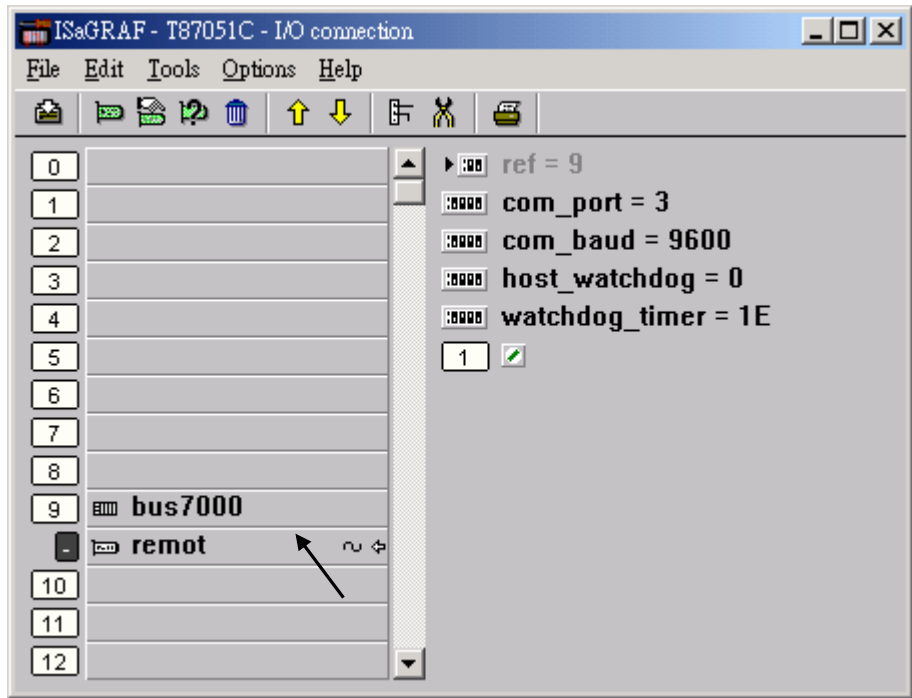 ISaGRAF - T87051C - I/O connection
File Edit Tools Options Help
0
1
2
3
4
5
6
7
8
9 bus7000
- remot
10
11
12
ref = 9
com_port = 3
com_baud = 9600
host_watchdog = 0
watchdog_timer = 1E
1